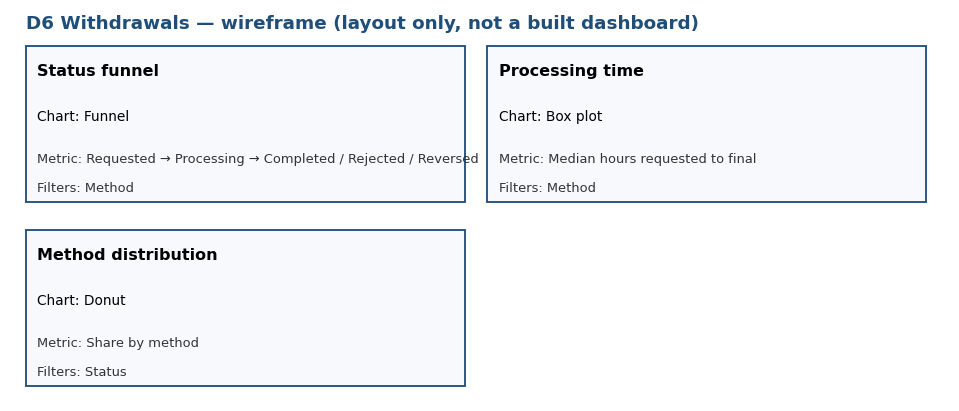 D6 Withdrawals — wireframe (layout only, not a built dashboard)
Status funnel
Chart: Funnel
Metric: Requested → Processing → Completed / Rejected / Reversed
Filters: Method
Processing time
Chart: Box plot
Metric: Median hours requested to final
Filters: Method
Method distribution
Chart: Donut
Metric: Share by method
Filters: Status